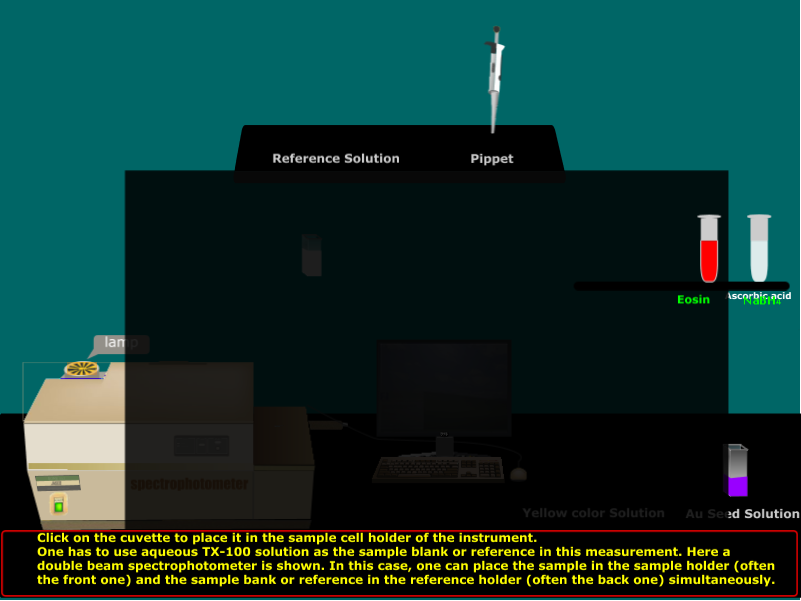 Reference Solution
Pippet
Eosin
Ascorbic acid
NaBH4
lamp
spectrophotometer
Yellow color Solution
Au Seed Solution
Click on the cuvette to place it in the sample cell holder of the instrument.
One has to use aqueous TX-100 solution as the sample blank or reference in this measurement. Here a
double beam spectrophotometer is shown. In this case, one can place the sample in the sample holder (often
the front one) and the sample bank or reference in the reference holder (often the back one) simultaneously.